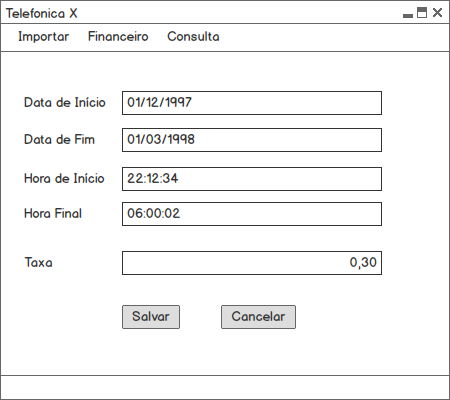 Telefonica X
Importar Financeiro Consulta
Data de Início 01/12/1997
Data de Fim 01/03/1998
Hora de Início 22:12:34
Hora Final 06:00:02
Taxa 0,30
Salvar Cancelar